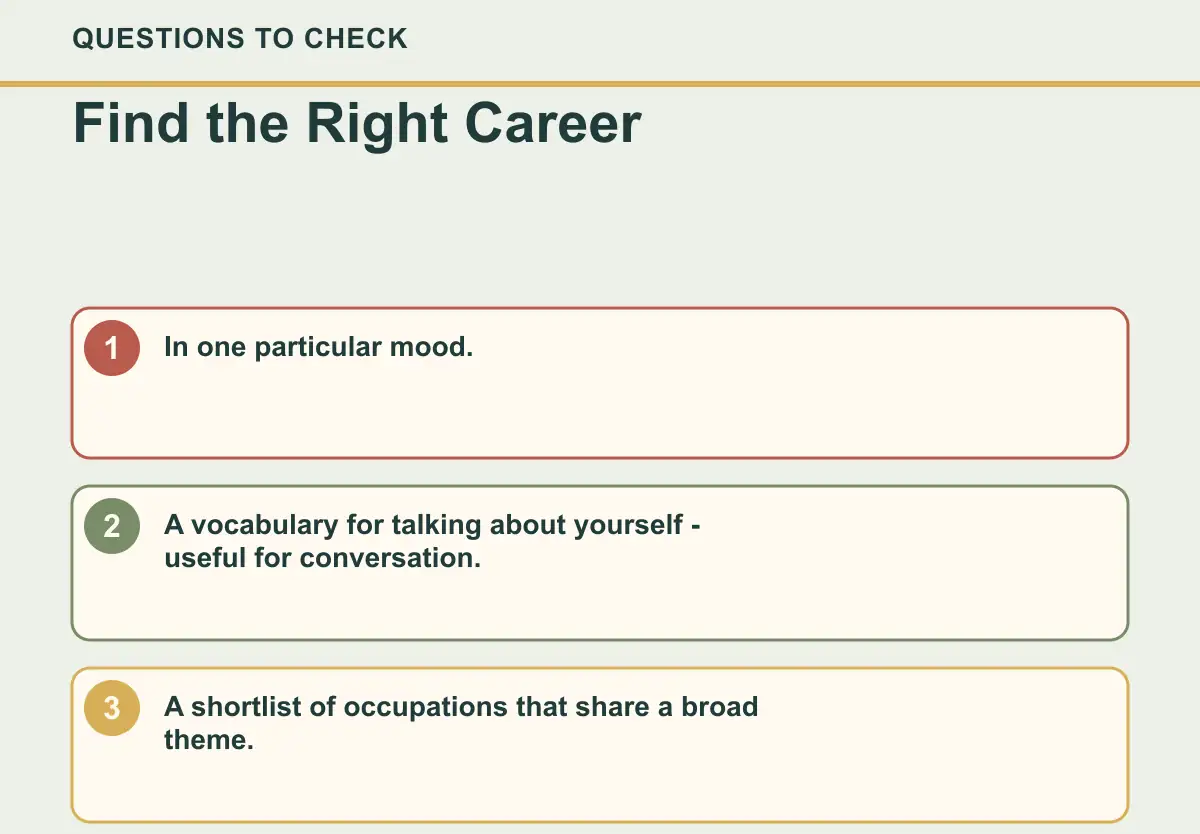 QUESTIONS TO CHECK
Find the Right Career
1
In one particular mood.
2
A vocabulary for talking about yourself -
useful for conversation.
3
A shortlist of occupations that share a broad
theme.